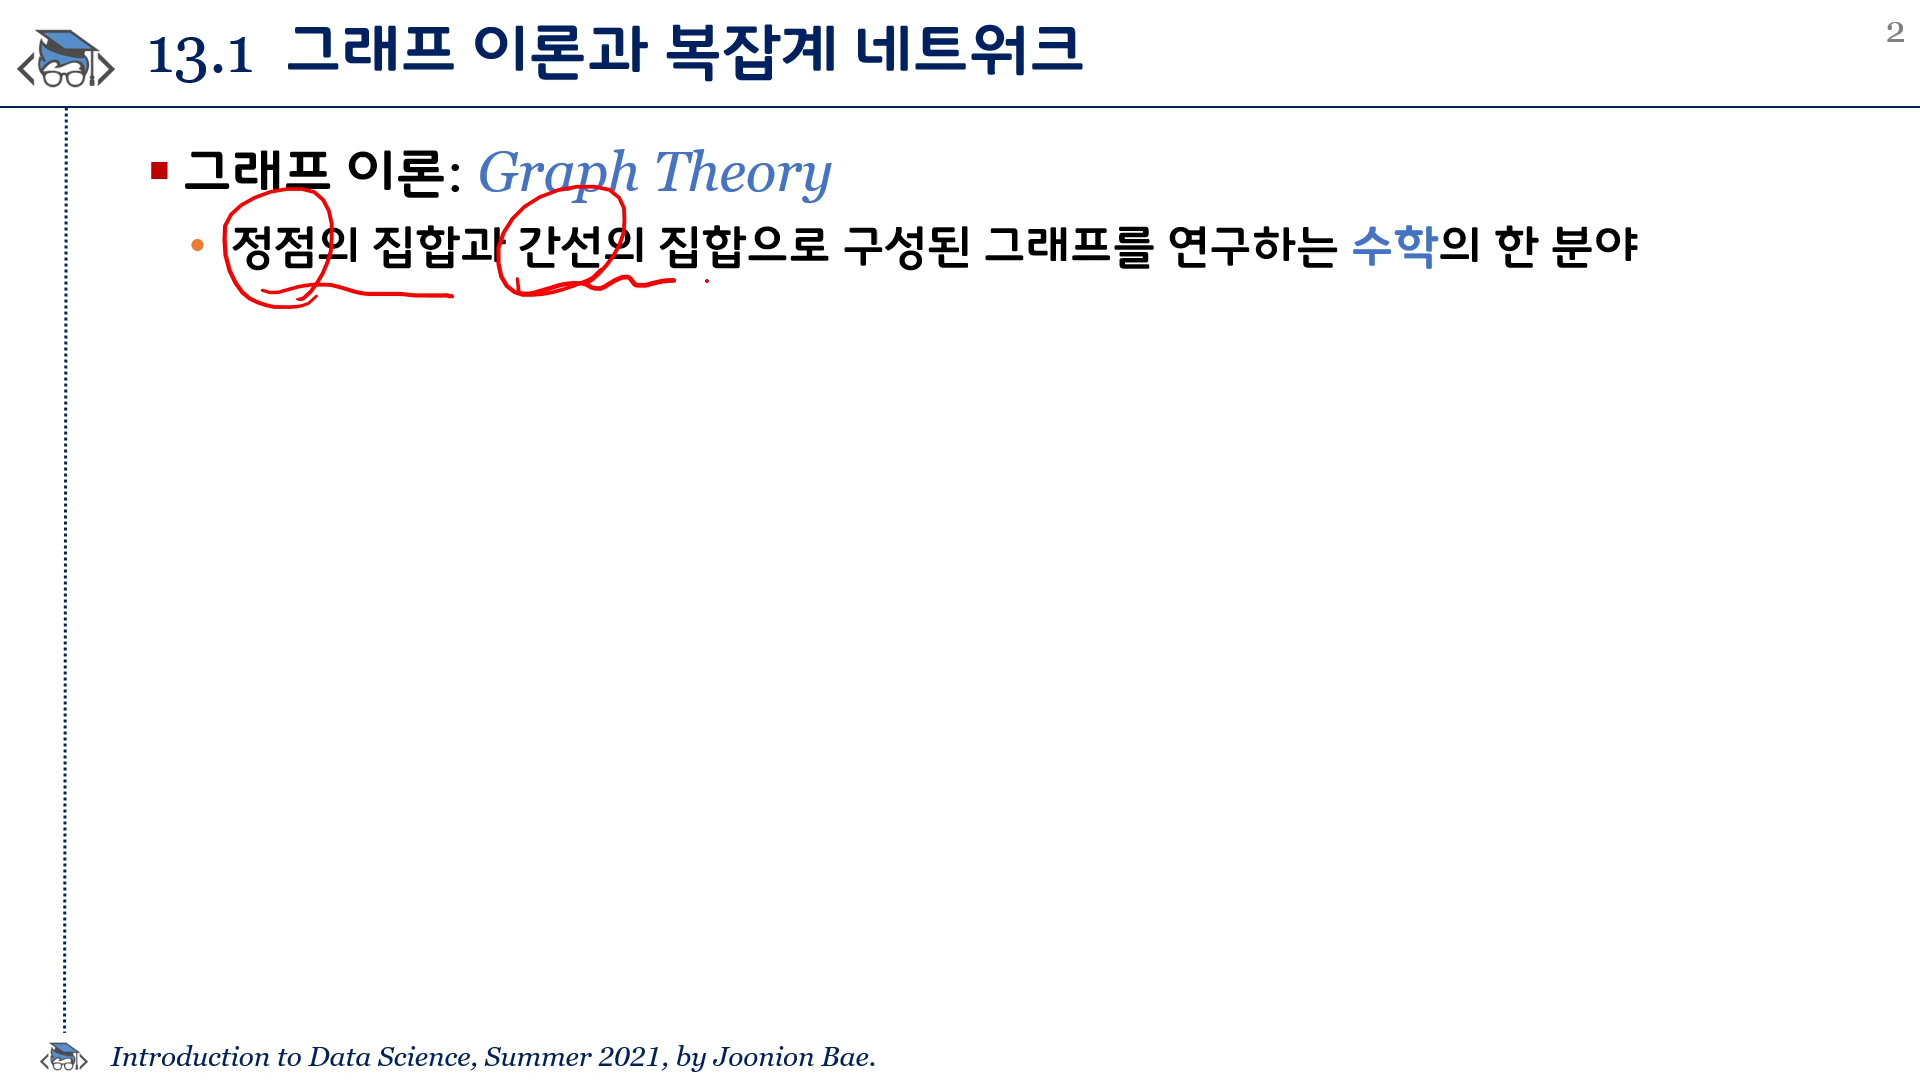 13.1 그래프 이론과 복잡계 네트워크
2
그래프 이론: Graph Theory
정점의 집합과 간선의 집합으로 구성된 그래프를 연구하는 수학의 한 분야
Introduction to Data Science, Summer 2021, by Joonion Bae.